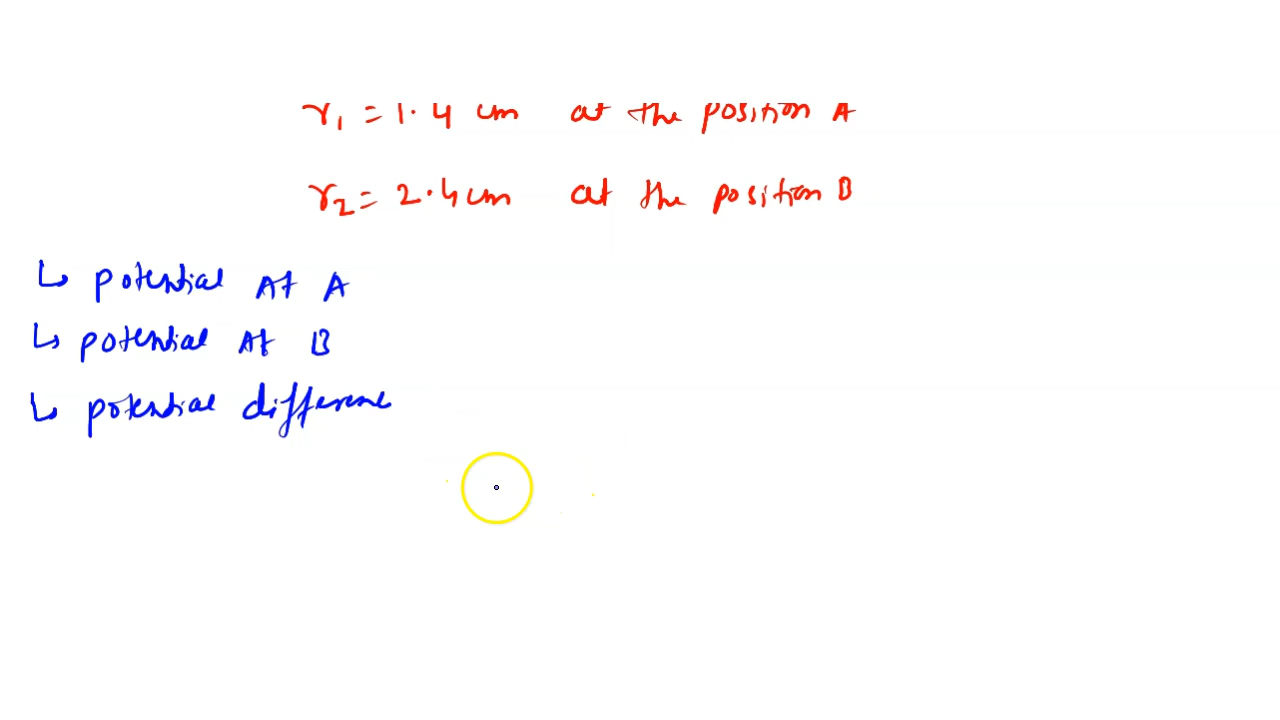 r₁ = 1.4 cm at the position A
r₂ = 2.4 cm at the position B
↳ potential At A
↳ potential At B
↳ potential difference